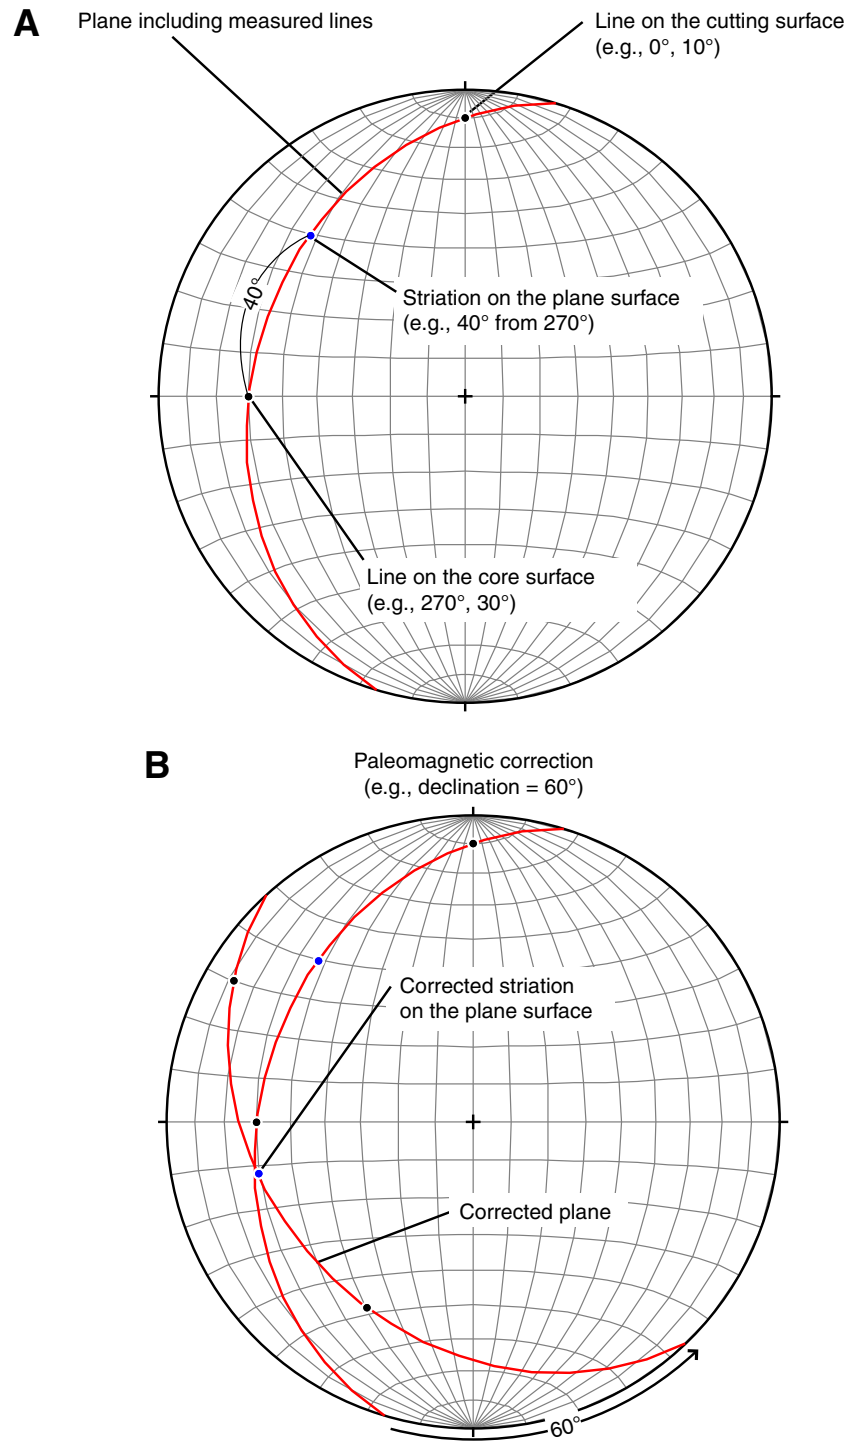 A
Plane including measured lines
Line on the cutting surface
(e.g., 0°, 10°)
40°
Striation on the plane surface
(e.g., 40° from 270°)
Line on the core surface
(e.g., 270°, 30°)
B
Paleomagnetic correction
(e.g., declination = 60°)
Corrected striation
on the plane surface
Corrected plane
60°